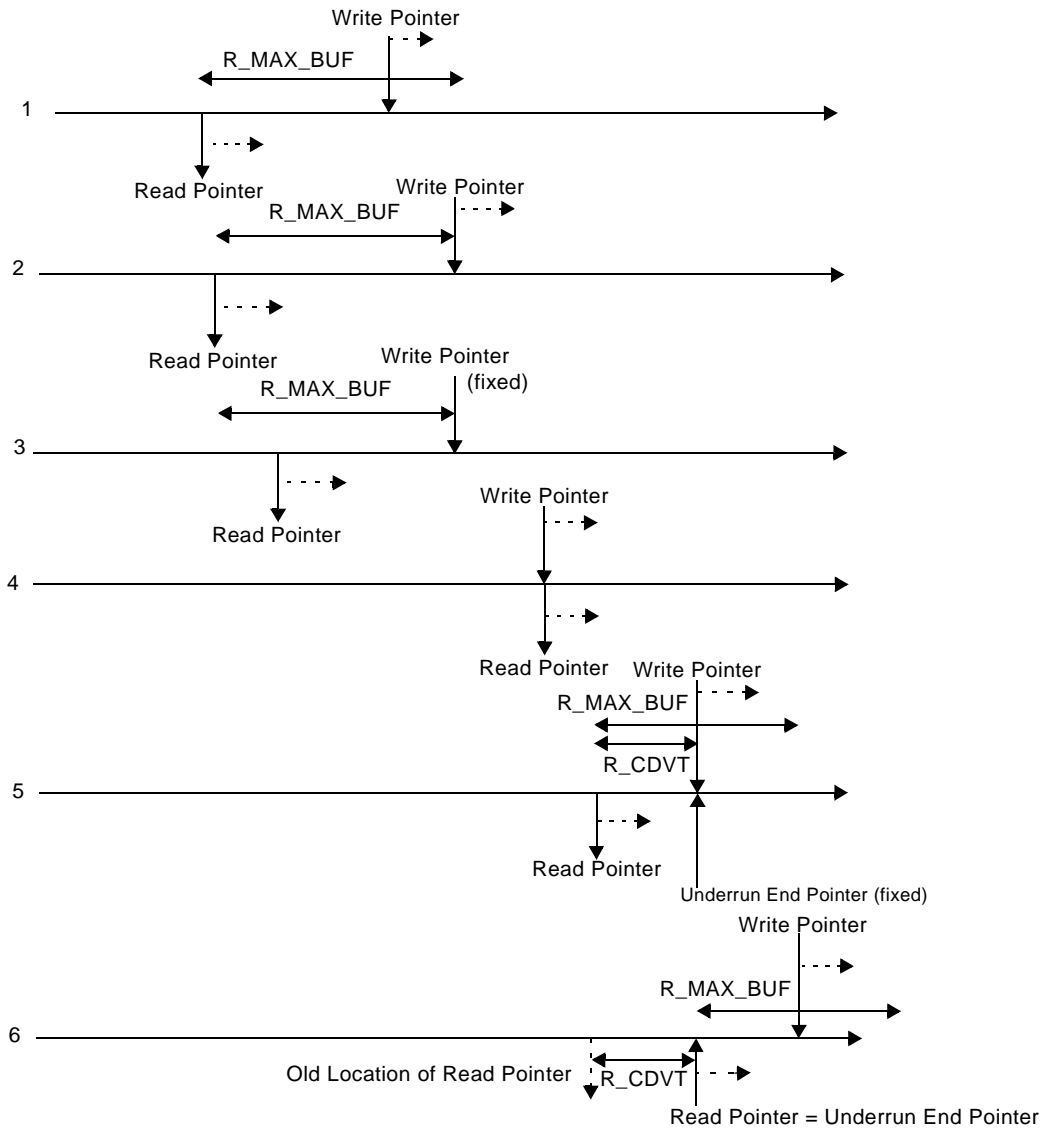 Write Pointer
R_MAX_BUF
1
Read Pointer
Write Pointer
R_MAX_BUF
2
Read Pointer
Write Pointer
(fixed)
R_MAX_BUF
3
Read Pointer
Write Pointer
4
Read Pointer
Write Pointer
R_MAX_BUF
R_CDVT
5
Read Pointer
Underrun End Pointer (fixed)
Write Pointer
R_MAX_BUF
6
Old Location of Read Pointer
R_CDVT
Read Pointer = Underrun End Pointer